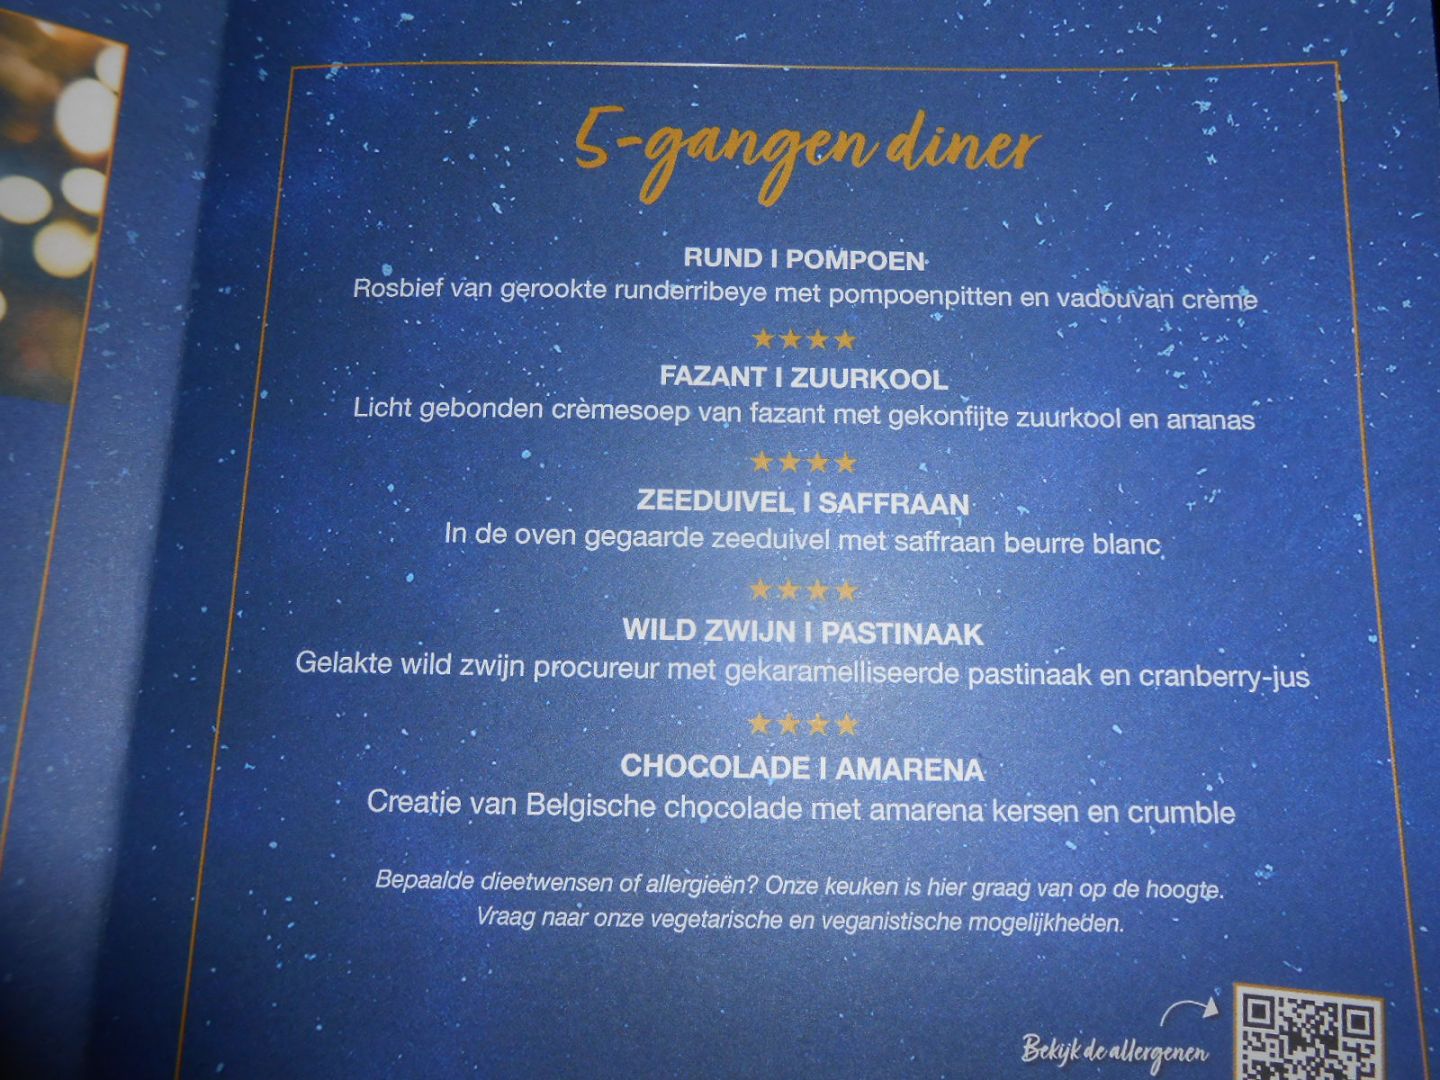 5-gangen diner
RUND I POMPOEN
Rosbief van gerookte runderribeye met pompoenpitten en vadouvan crème
★★★★
FAZANT I ZUURKOOL
Licht gebonden crèmesoep van fazant met gekonfijte zuurkool en ananas
★★★★
ZEEDUIVEL I SAFFRAAN
In de oven gegaarde zeeduivel met saffraan beurre blanc
★★★★
WILD ZWIJN I PASTINAAK
Gelakte wild zwijn procureur met gekaramelliseerde pastinaak en cranberry-jus
★★★★
CHOCOLADE I AMARENA
Creatie van Belgische chocolade met amarena kersen en crumble
Bepaalde dieetwensen of allergieën? Onze keuken is hier graag van op de hoogte.
Vraag naar onze vegetarische en veganistische mogelijkheden.
Bekijk de allergenen